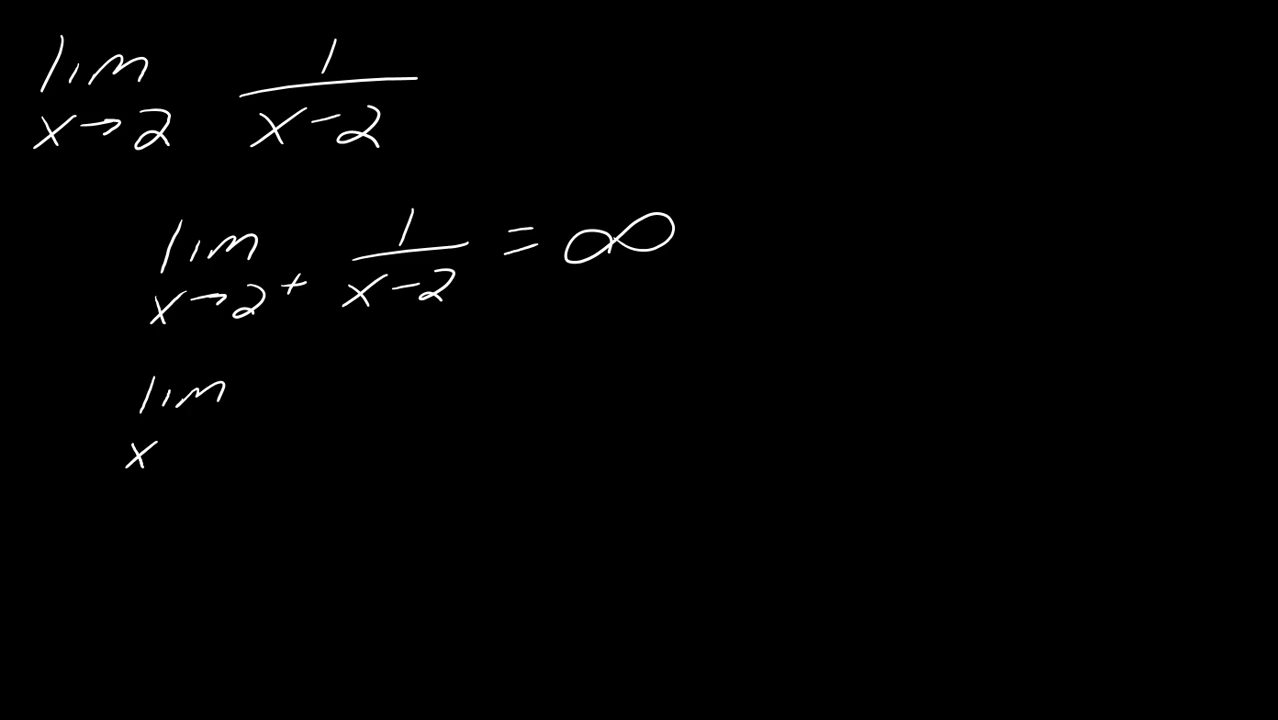 lim 1/(x-2)
x→2
lim 1/(x-2) = ∞
x→2+
lim
x